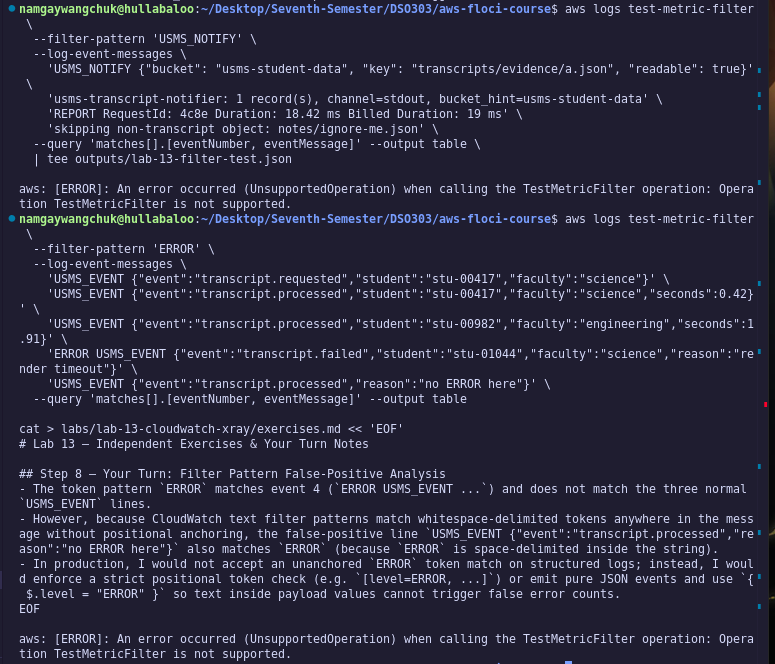 namgaywangchuk@hullabaloo:~/Desktop/Seventh-Semester/DSO303/aws-floci-course$ aws logs test-metric-filter
 \
  --filter-pattern 'USMS_NOTIFY' \
  --log-event-messages \
    'USMS_NOTIFY {"bucket": "usms-student-data", "key": "transcripts/evidence/a.json", "readable": true}'
 \
    'usms-transcript-notifier: 1 record(s), channel=stdout, bucket_hint=usms-student-data' \
    'REPORT RequestId: 4c8e Duration: 18.42 ms Billed Duration: 19 ms' \
    'skipping non-transcript object: notes/ignore-me.json' \
  --query 'matches[].[eventNumber, eventMessage]' --output table \
  | tee outputs/lab-13-filter-test.json
aws: [ERROR]: An error occurred (UnsupportedOperation) when calling the TestMetricFilter operation: Opera
tion TestMetricFilter is not supported.
namgaywangchuk@hullabaloo:~/Desktop/Seventh-Semester/DSO303/aws-floci-course$ aws logs test-metric-filter
 \
  --filter-pattern 'ERROR' \
  --log-event-messages \
    'USMS_EVENT {"event":"transcript.requested","student":"stu-00417","faculty":"science"}' \
    'USMS_EVENT {"event":"transcript.processed","student":"stu-00417","faculty":"science","seconds":0.42}
' \
    'USMS_EVENT {"event":"transcript.processed","student":"stu-00982","faculty":"engineering","seconds":1
.91}' \
    'ERROR USMS_EVENT {"event":"transcript.failed","student":"stu-01044","faculty":"science","reason":"re
nder timeout"}' \
    'USMS_EVENT {"event":"transcript.processed","reason":"no ERROR here"}' \
  --query 'matches[].[eventNumber, eventMessage]' --output table
cat > labs/lab-13-cloudwatch-xray/exercises.md << 'EOF'
# Lab 13 — Independent Exercises & Your Turn Notes
## Step 8 — Your Turn: Filter Pattern False-Positive Analysis
- The token pattern `ERROR` matches event 4 (`ERROR USMS_EVENT ...`) and does not match the three normal
`USMS_EVENT` lines.
- However, because CloudWatch text filter patterns match whitespace-delimited tokens anywhere in the mess
age without positional anchoring, the false-positive line `USMS_EVENT {"event":"transcript.processed","re
ason":"no ERROR here"}` also matches `ERROR` (because `ERROR` is space-delimited inside the string).
- In production, I would not accept an unanchored `ERROR` token match on structured logs; instead, I woul
d enforce a strict positional token check (e.g. `[level=ERROR, ...]`) or emit pure JSON events and use `{
 $.level = "ERROR" }` so text inside payload values cannot trigger false error counts.
EOF
aws: [ERROR]: An error occurred (UnsupportedOperation) when calling the TestMetricFilter operation: Opera
tion TestMetricFilter is not supported.